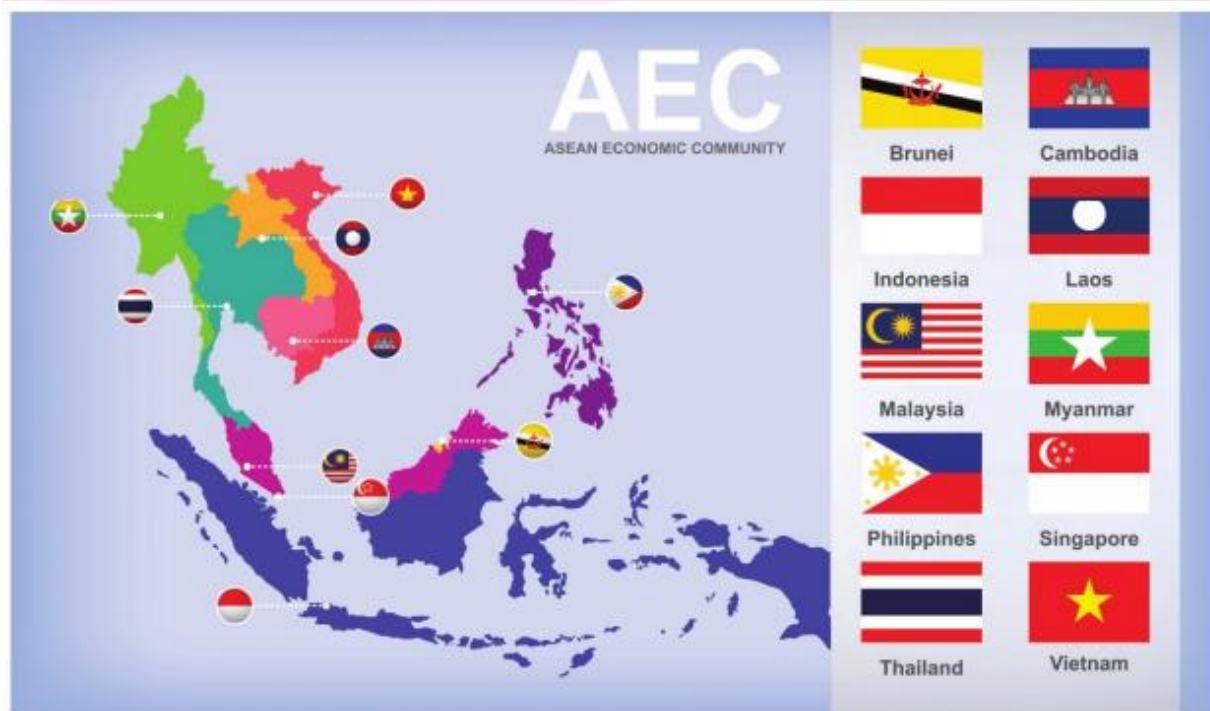 AEC
ASEAN ECONOMIC COMMUNITY
Brunei
Cambodia
Indonesia
Laos
Malaysia
Myanmar
Philippines
Singapore
Thailand
Vietnam